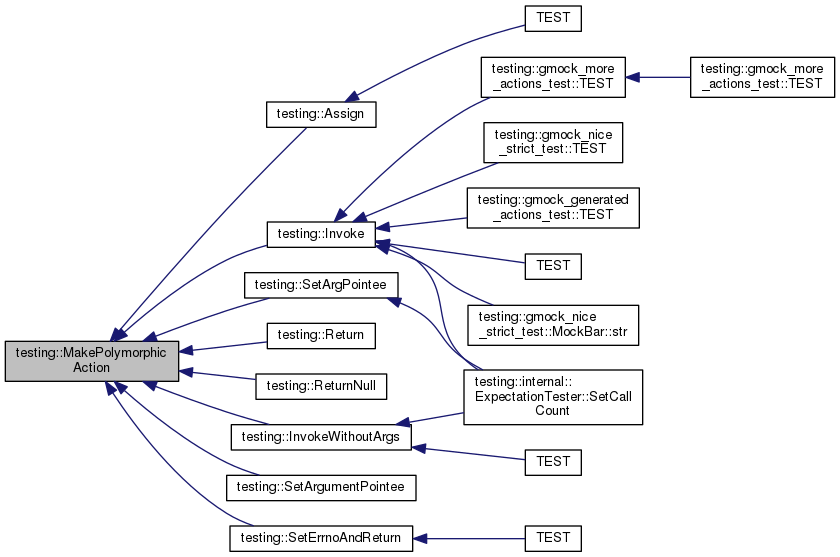 TEST
testing::gmock_more
_actions_test::TEST
testing::gmock_more
_actions_test::TEST
testing::Assign
testing::gmock_nice
_strict_test::TEST
testing::gmock_generated
_actions_test::TEST
testing::Invoke
TEST
testing::SetArgPointee
testing::gmock_nice
_strict_test::MockBar::str
testing::Return
testing::MakePolymorphic
Action
testing::ReturnNull
testing::internal::
ExpectationTester::SetCall
Count
testing::InvokeWithoutArgs
TEST
testing::SetArgumentPointee
testing::SetErrnoAndReturn
TEST